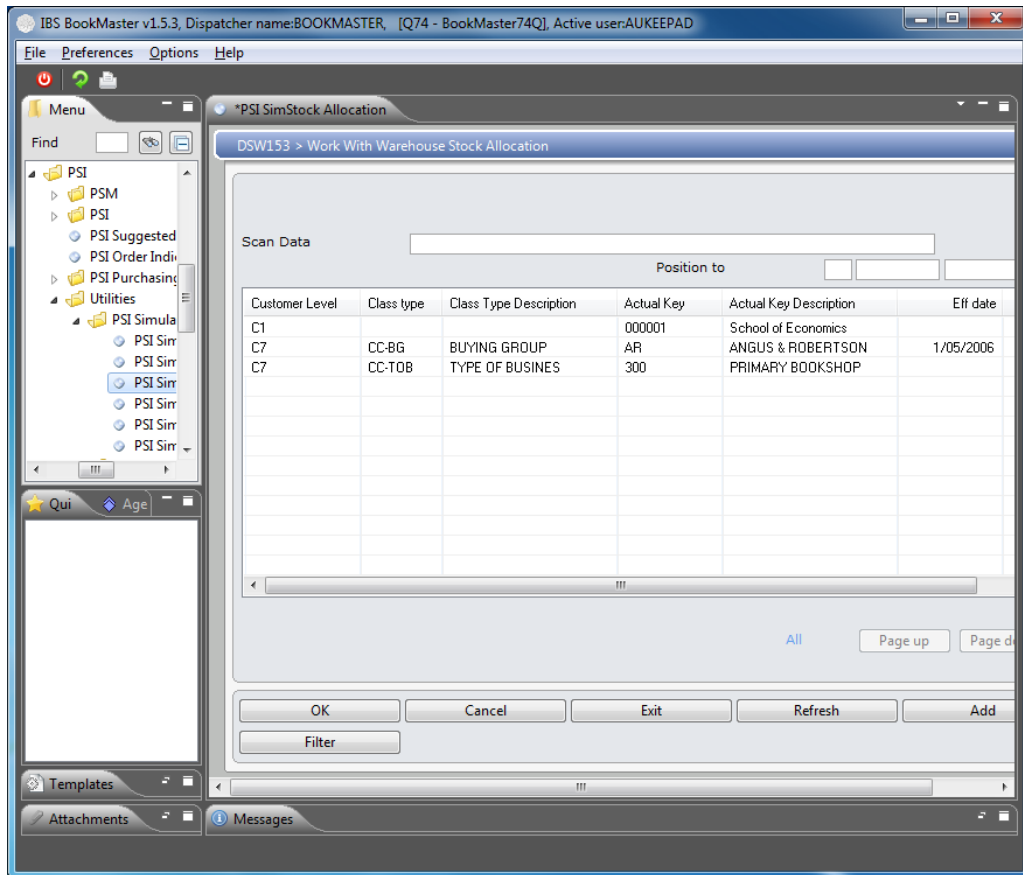 IBS BookMaster v1.5.3, Dispatcher name:BOOKMASTER, [Q74 - BookMaster74Q], Active user:AUKEEPAD
File Preferences Options Help
Menu
Find
PSI
PSM
PSI
PSI Suggested
PSI Order Indi
PSI Purchasing
Utilities
PSI Simula
PSI Sim
PSI Sim
PSI Sim
PSI Sim
PSI Sim
PSI Sim
Qui Age
Templates
Attachments
*PSI SimStock Allocation
DSW153 > Work With Warehouse Stock Allocation
Scan Data
Position to
Customer Level Class type Class Type Description Actual Key Actual Key Description Eff date
C1 000001 School of Economics
C7 CC-BG BUYING GROUP AR ANGUS & ROBERTSON 1/05/2006
C7 CC-TOB TYPE OF BUSINES 300 PRIMARY BOOKSHOP
All Page up Page d
OK Cancel Exit Refresh Add
Filter
Messages